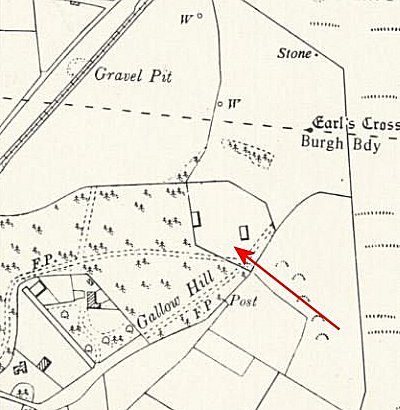 W
Stone
Gravel Pit
W
Earl's Cross
Burgh Bdy
F.P.
Gallow Hill
Post
F.P.